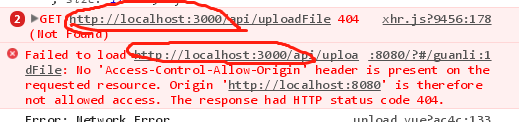 2 GET http://localhost:3000/api/uploadFile 404 xhr.js?9456:178
(Not Found)
Failed to load http://localhost:3000/api/uploa :8080/?#/guanli:1
dFile: No 'Access-Control-Allow-Origin' header is present on the
requested resource. Origin 'http://localhost:8080' is therefore
not allowed access. The response had HTTP status code 404.
Error: Network Error upload.vue?ac4c:133